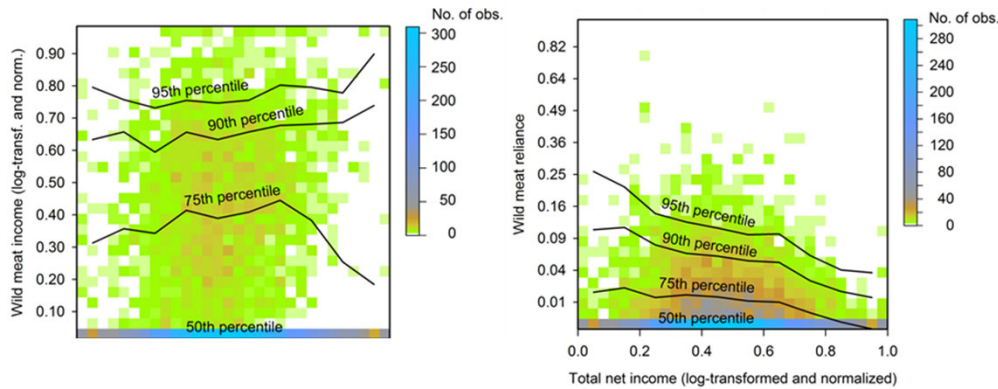 No. of obs.
300
250
200
150
100
50
0
Wild meat income (log-transf. and norm.)
0.90
0.80
0.70
0.60
0.50
0.40
0.30
0.20
0.10
95th percentile
90th percentile
75th percentile
50th percentile
No. of obs.
280
240
200
160
120
80
40
0
Wild meat reliance
0.82
0.64
0.49
0.36
0.25
0.16
0.09
0.04
0.01
95th percentile
90th percentile
75th percentile
50th percentile
0.0 0.2 0.4 0.6 0.8 1.0
Total net income (log-transformed and normalized)